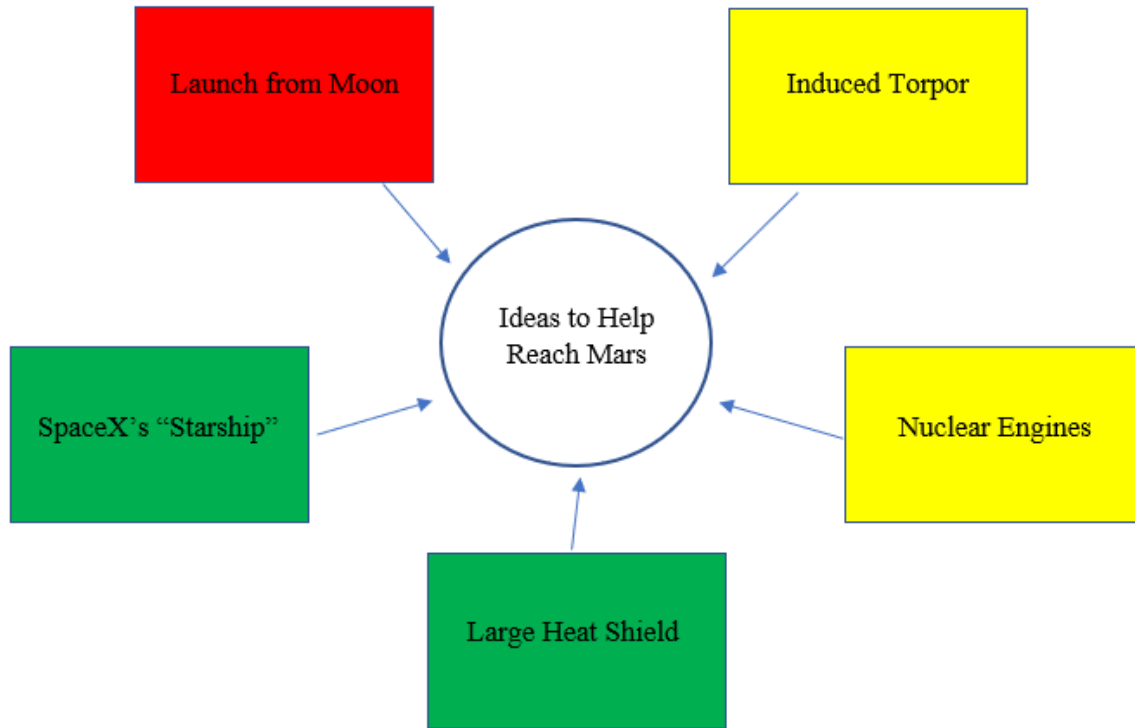 Launch from Moon
Induced Torpor
Ideas to Help
Reach Mars
SpaceX’s “Starship”
Nuclear Engines
Large Heat Shield